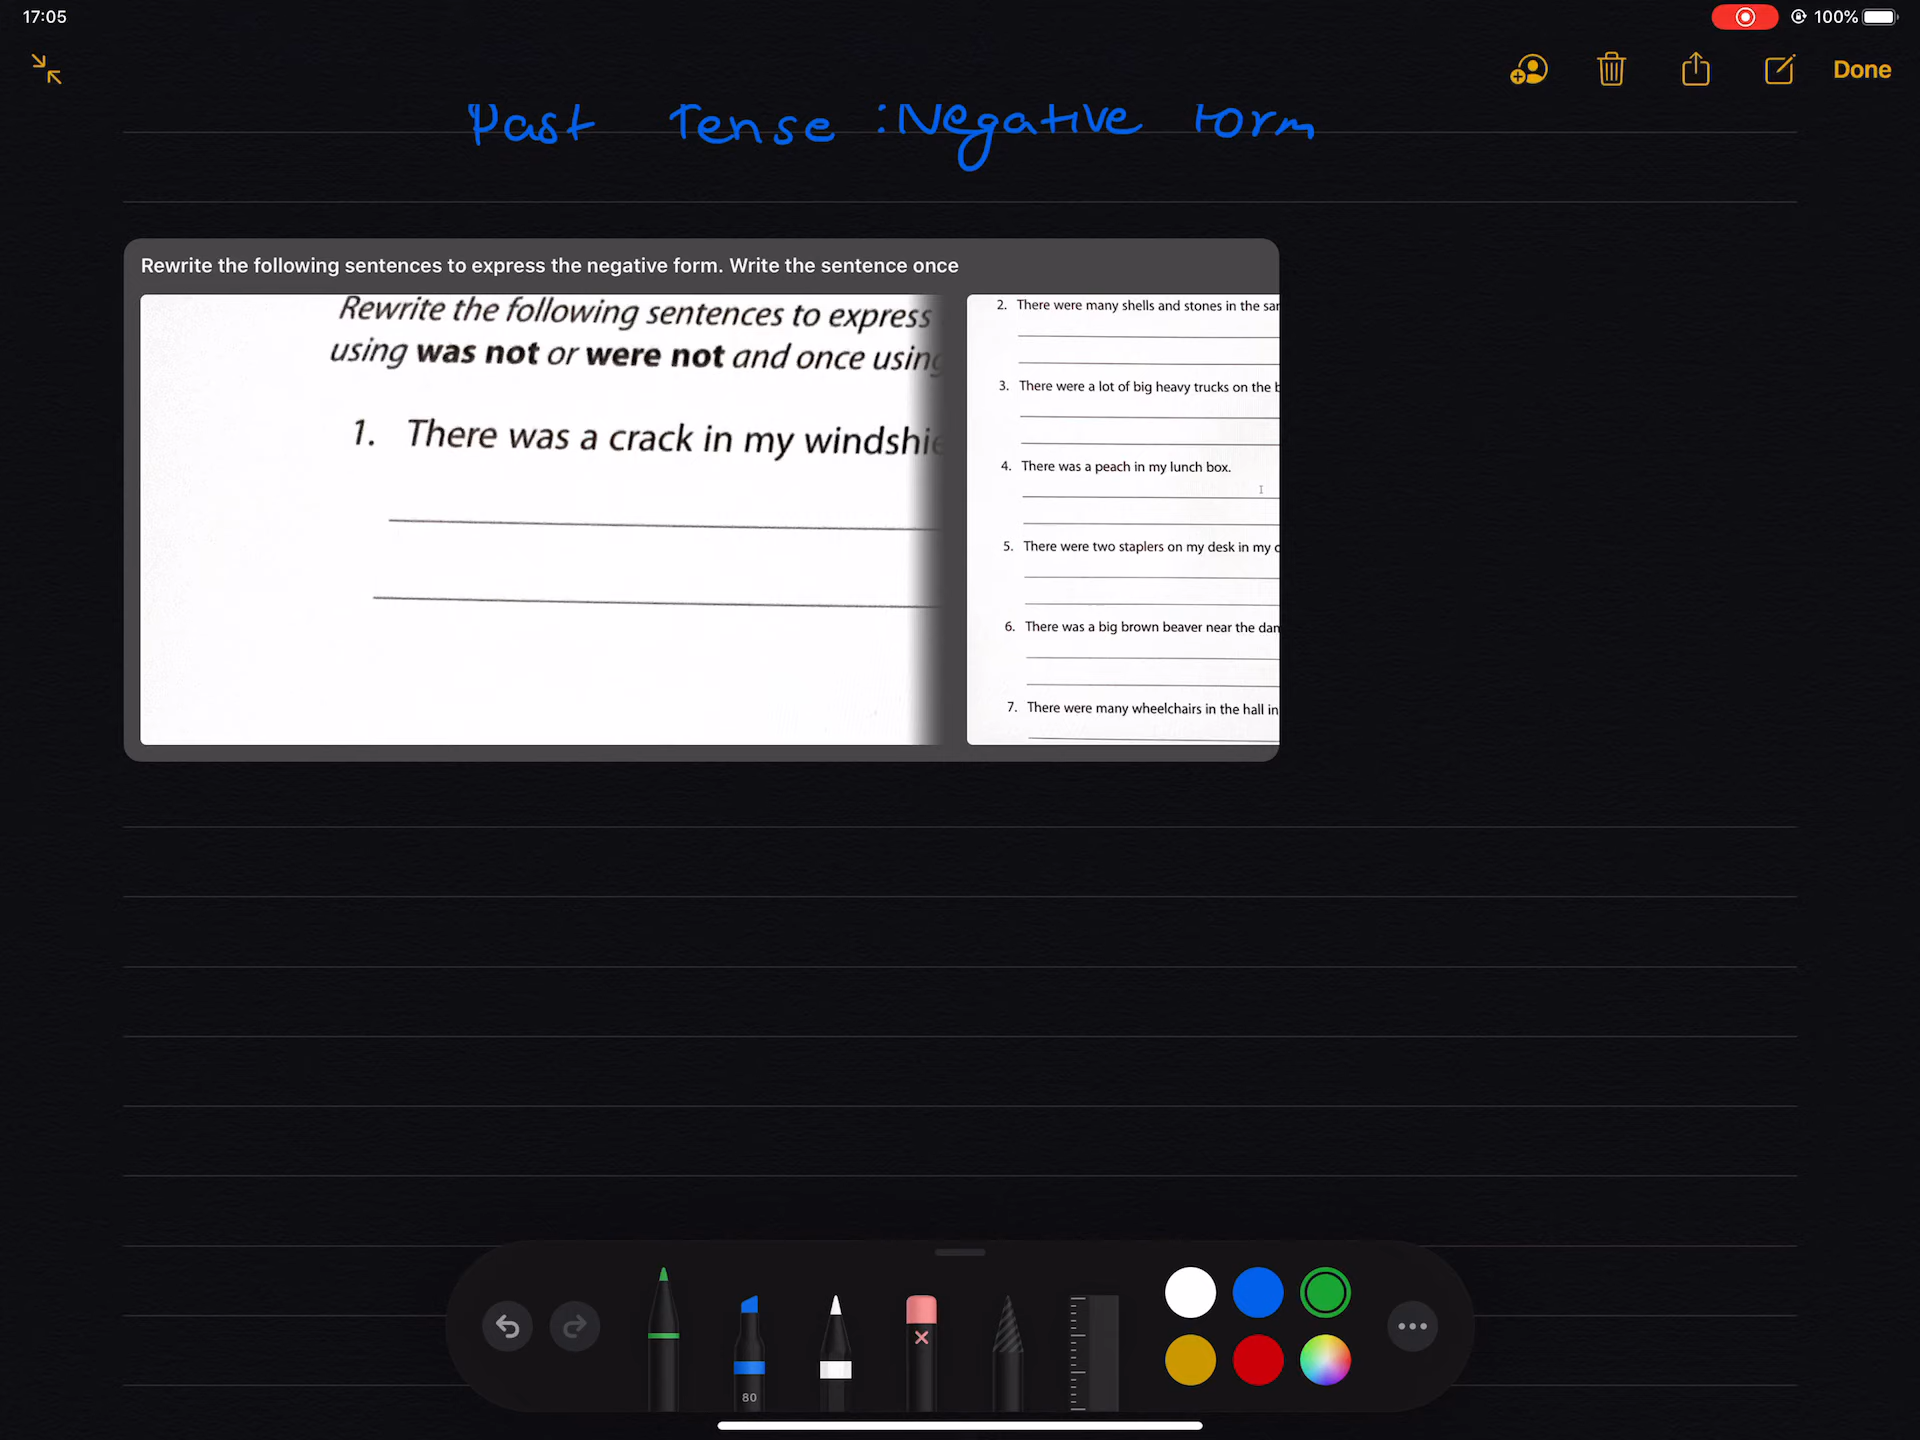 17:05
100%
Done
Past Tense : Negative Form
Rewrite the following sentences to express the negative form. Write the sentence once
Rewrite the following sentences to express
using was not or were not and once using
1. There was a crack in my windshie
2. There were many shells and stones in the sar
3. There were a lot of big heavy trucks on the b
4. There was a peach in my lunch box.
5. There were two staplers on my desk in my o
6. There was a big brown beaver near the dam
7. There were many wheelchairs in the hall in
80